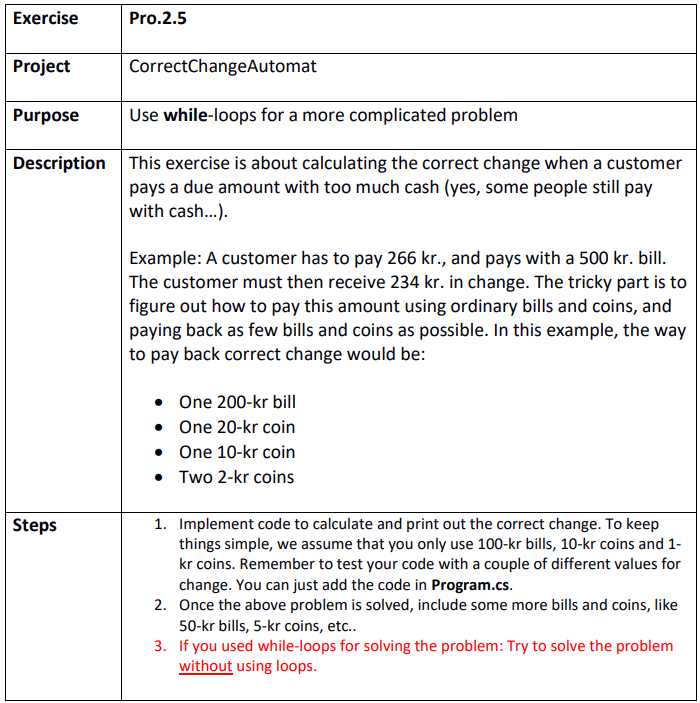 Exercise Pro.2.5
Project CorrectChangeAutomat
Purpose Use while-loops for a more complicated problem
Description This exercise is about calculating the correct change when a customer
pays a due amount with too much cash (yes, some people still pay
with cash...).
Example: A customer has to pay 266 kr., and pays with a 500 kr. bill.
The customer must then receive 234 kr. in change. The tricky part is to
figure out how to pay this amount using ordinary bills and coins, and
paying back as few bills and coins as possible. In this example, the way
to pay back correct change would be:
• One 200-kr bill
• One 20-kr coin
• One 10-kr coin
• Two 2-kr coins
Steps 1. Implement code to calculate and print out the correct change. To keep
things simple, we assume that you only use 100-kr bills, 10-kr coins and 1-
kr coins. Remember to test your code with a couple of different values for
change. You can just add the code in Program.cs.
2. Once the above problem is solved, include some more bills and coins, like
50-kr bills, 5-kr coins, etc..
3. If you used while-loops for solving the problem: Try to solve the problem
without using loops.